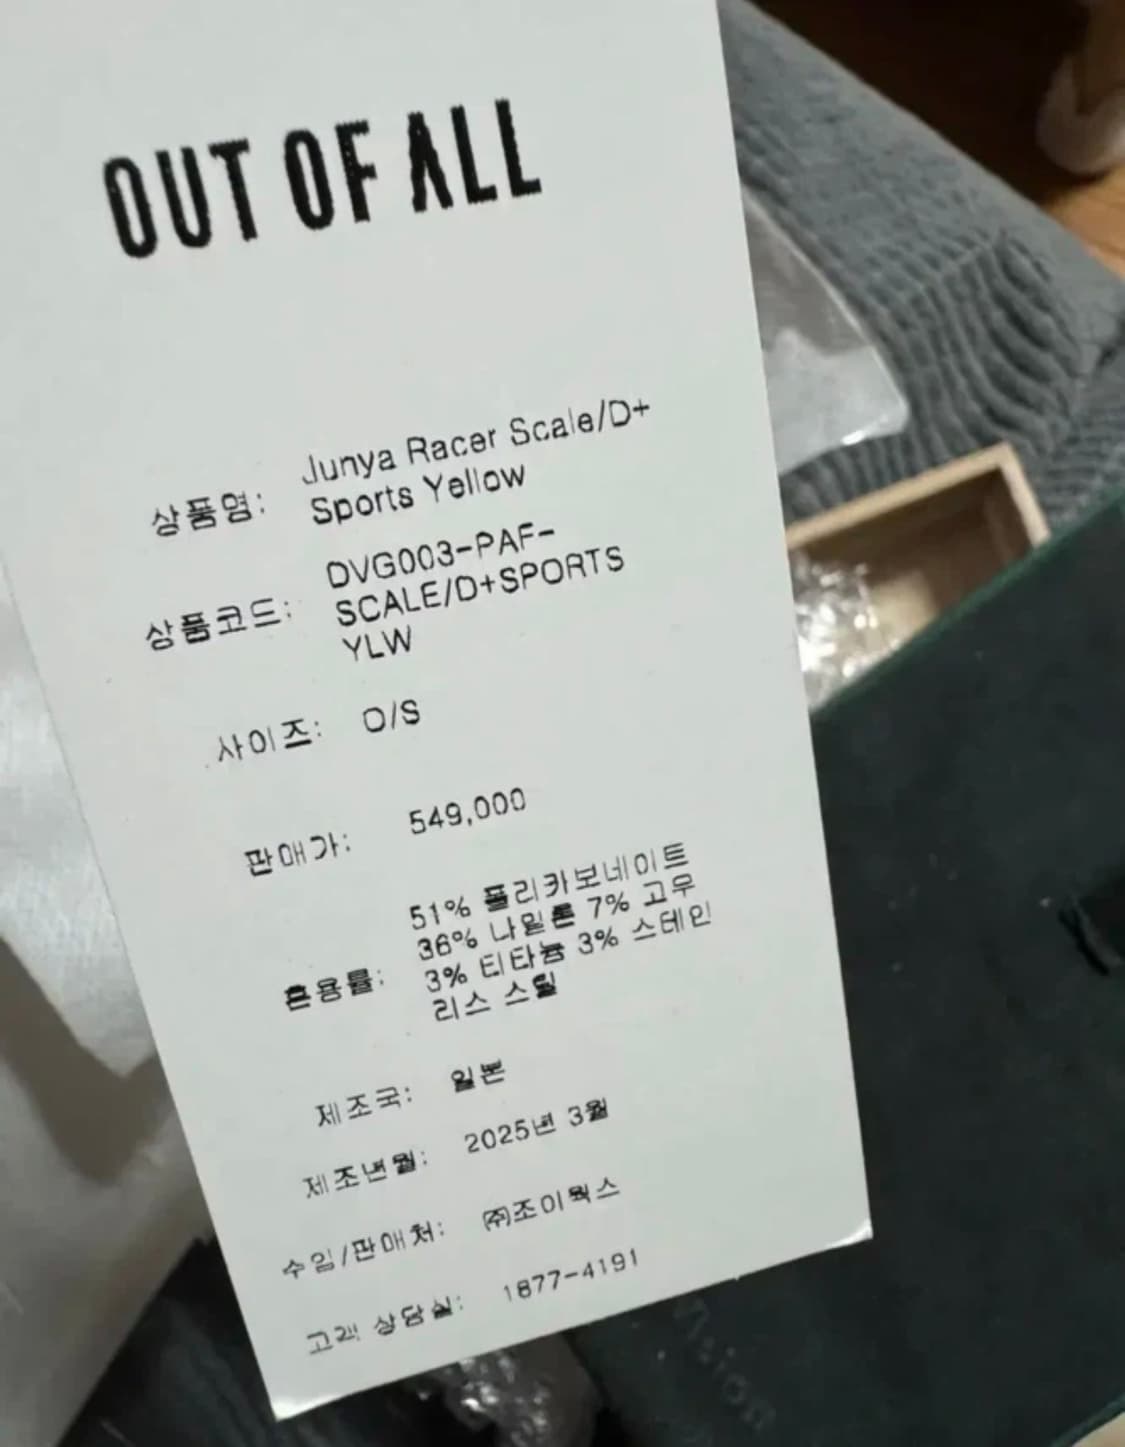 OUT OF ALL
상품명: Junya Racer Scale/D+
Sports Yellow
상품코드: DVG003-PAF-
SCALE/D+SPORTS
YLW
사이즈: O/S
판매가: 549,000
혼용률: 51% 폴리카보네이트
36% 나일론 7% 고무
3% 티타늄 3% 스테인
리스 스틸
제조국: 일본
제조년월: 2025년 3월
수입/판매처: ㈜조이웍스
고객 상담실: 1877-4191